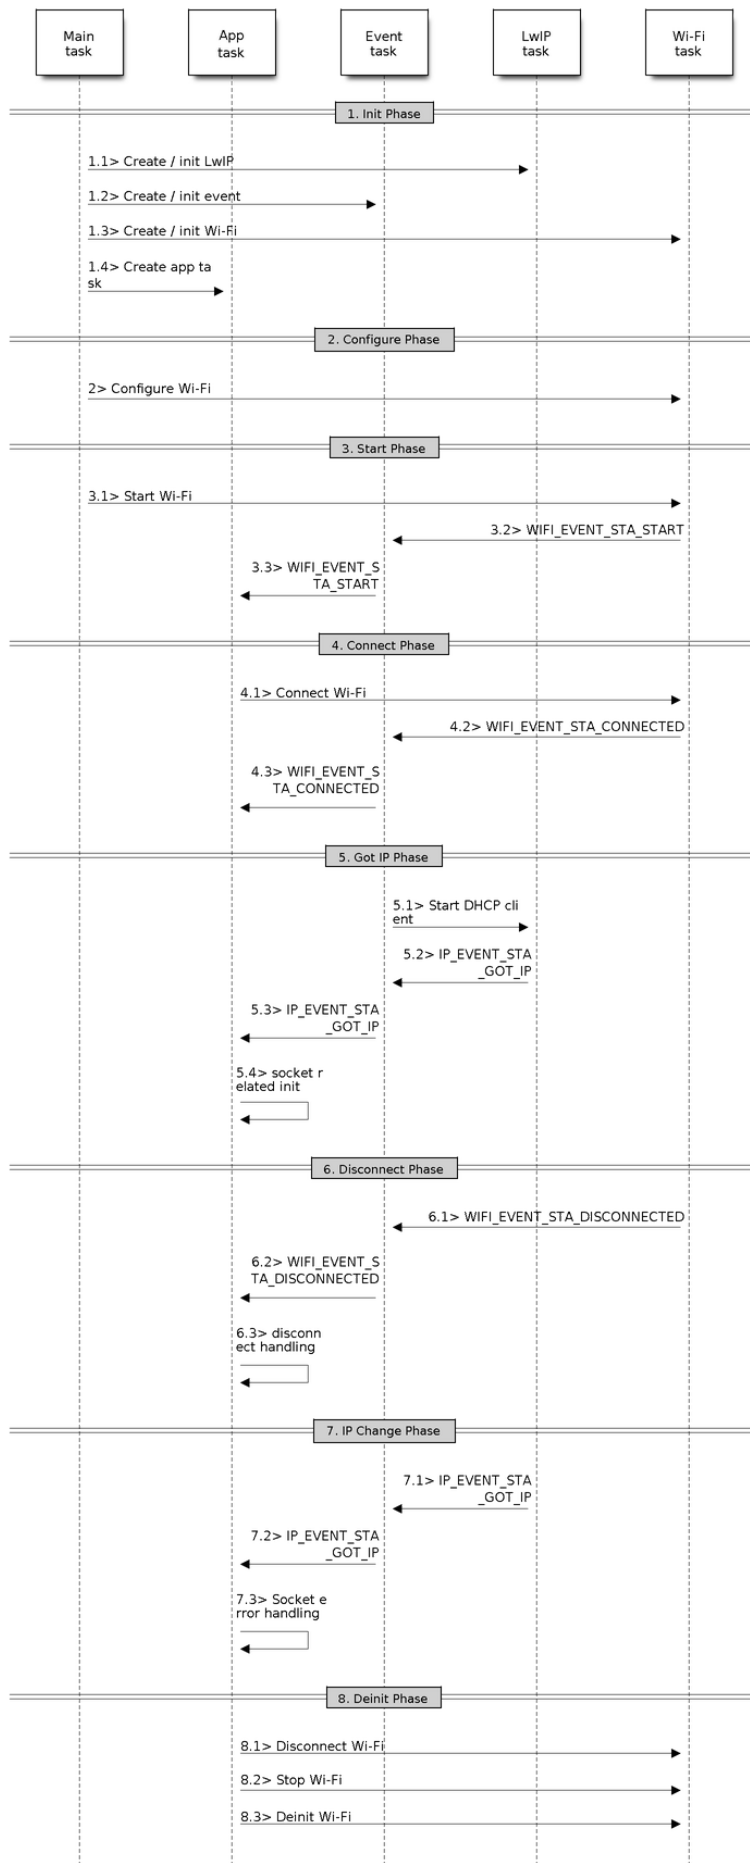 Main
task
App
task
Event
task
LwIP
task
Wi-Fi
task
1. Init Phase
1.1> Create / init LwIP
1.2> Create / init event
1.3> Create / init Wi-Fi
1.4> Create app ta
sk
2. Configure Phase
2> Configure Wi-Fi
3. Start Phase
3.1> Start Wi-Fi
3.2> WIFI_EVENT_STA_START
3.3> WIFI_EVENT_S
TA_START
4. Connect Phase
4.1> Connect Wi-Fi
4.2> WIFI_EVENT_STA_CONNECTED
4.3> WIFI_EVENT_S
TA_CONNECTED
5. Got IP Phase
5.1> Start DHCP cli
ent
5.2> IP_EVENT_STA
_GOT_IP
5.3> IP_EVENT_STA
_GOT_IP
5.4> socket r
elated init
6. Disconnect Phase
6.1> WIFI_EVENT_STA_DISCONNECTED
6.2> WIFI_EVENT_S
TA_DISCONNECTED
6.3> disconn
ect handling
7. IP Change Phase
7.1> IP_EVENT_STA
_GOT_IP
7.2> IP_EVENT_STA
_GOT_IP
7.3> Socket e
rror handling
8. Deinit Phase
8.1> Disconnect Wi-Fi
8.2> Stop Wi-Fi
8.3> Deinit Wi-Fi